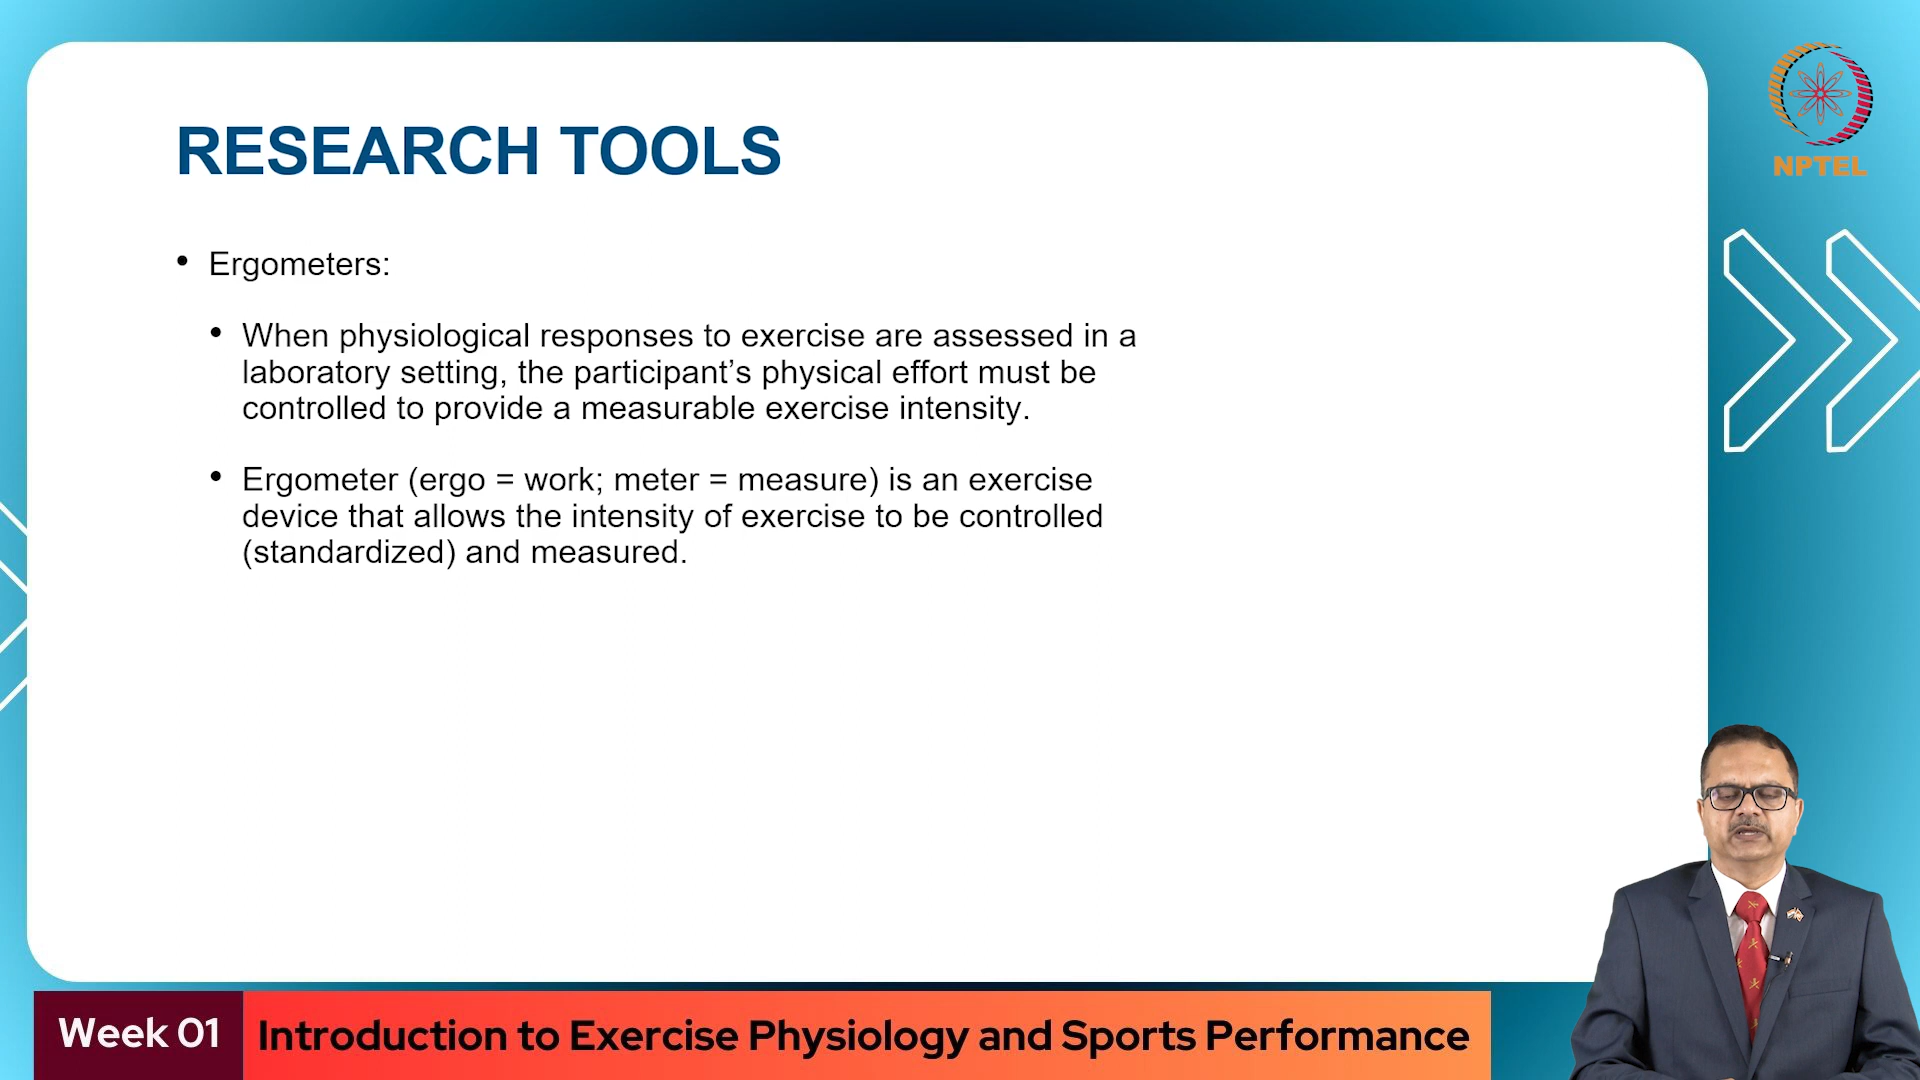 RESEARCH TOOLS
NPTEL
• Ergometers:
• When physiological responses to exercise are assessed in a
laboratory setting, the participant’s physical effort must be
controlled to provide a measurable exercise intensity.
• Ergometer (ergo = work; meter = measure) is an exercise
device that allows the intensity of exercise to be controlled
(standardized) and measured.
Week 01
Introduction to Exercise Physiology and Sports Performance